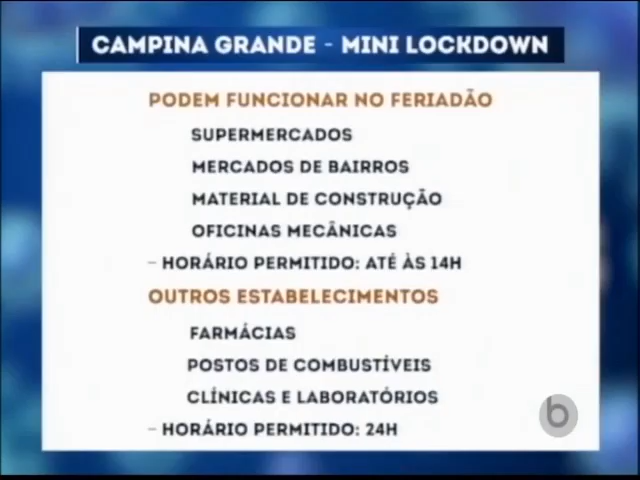 CAMPINA GRANDE - MINI LOCKDOWN
PODEM FUNCIONAR NO FERIADÃO
SUPERMERCADOS
MERCADOS DE BAIRROS
MATERIAL DE CONSTRUÇÃO
OFICINAS MECÂNICAS
- HORÁRIO PERMITIDO: ATÉ ÀS 14H
OUTROS ESTABELECIMENTOS
FARMÁCIAS
POSTOS DE COMBUSTÍVEIS
CLÍNICAS E LABORATÓRIOS
- HORÁRIO PERMITIDO: 24H
b